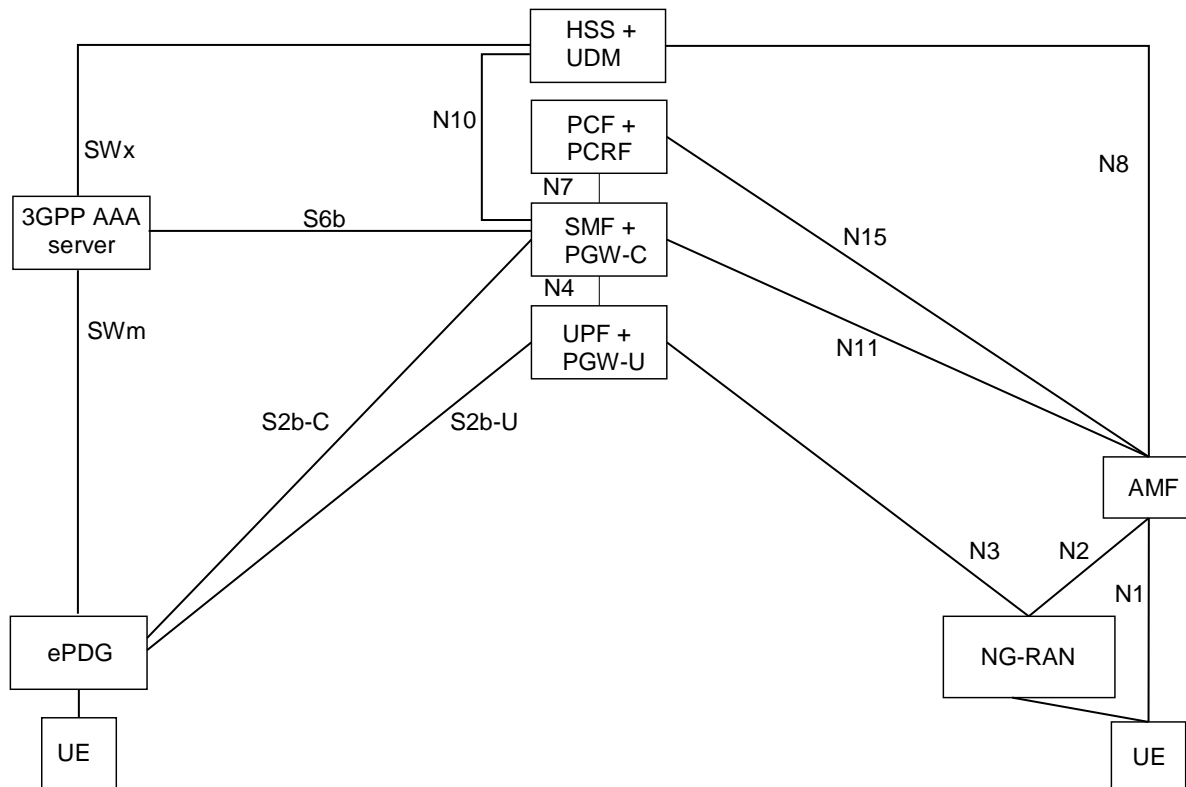 HSS +
UDM
N10
PCF +
PCRF
SWx
N8
N7
3GPP AAA
server
S6b
SMF +
PGW-C
N15
N4
SWm
UPF +
PGW-U
N11
S2b-C
S2b-U
AMF
N3
N2
N1
ePDG
NG-RAN
UE
UE